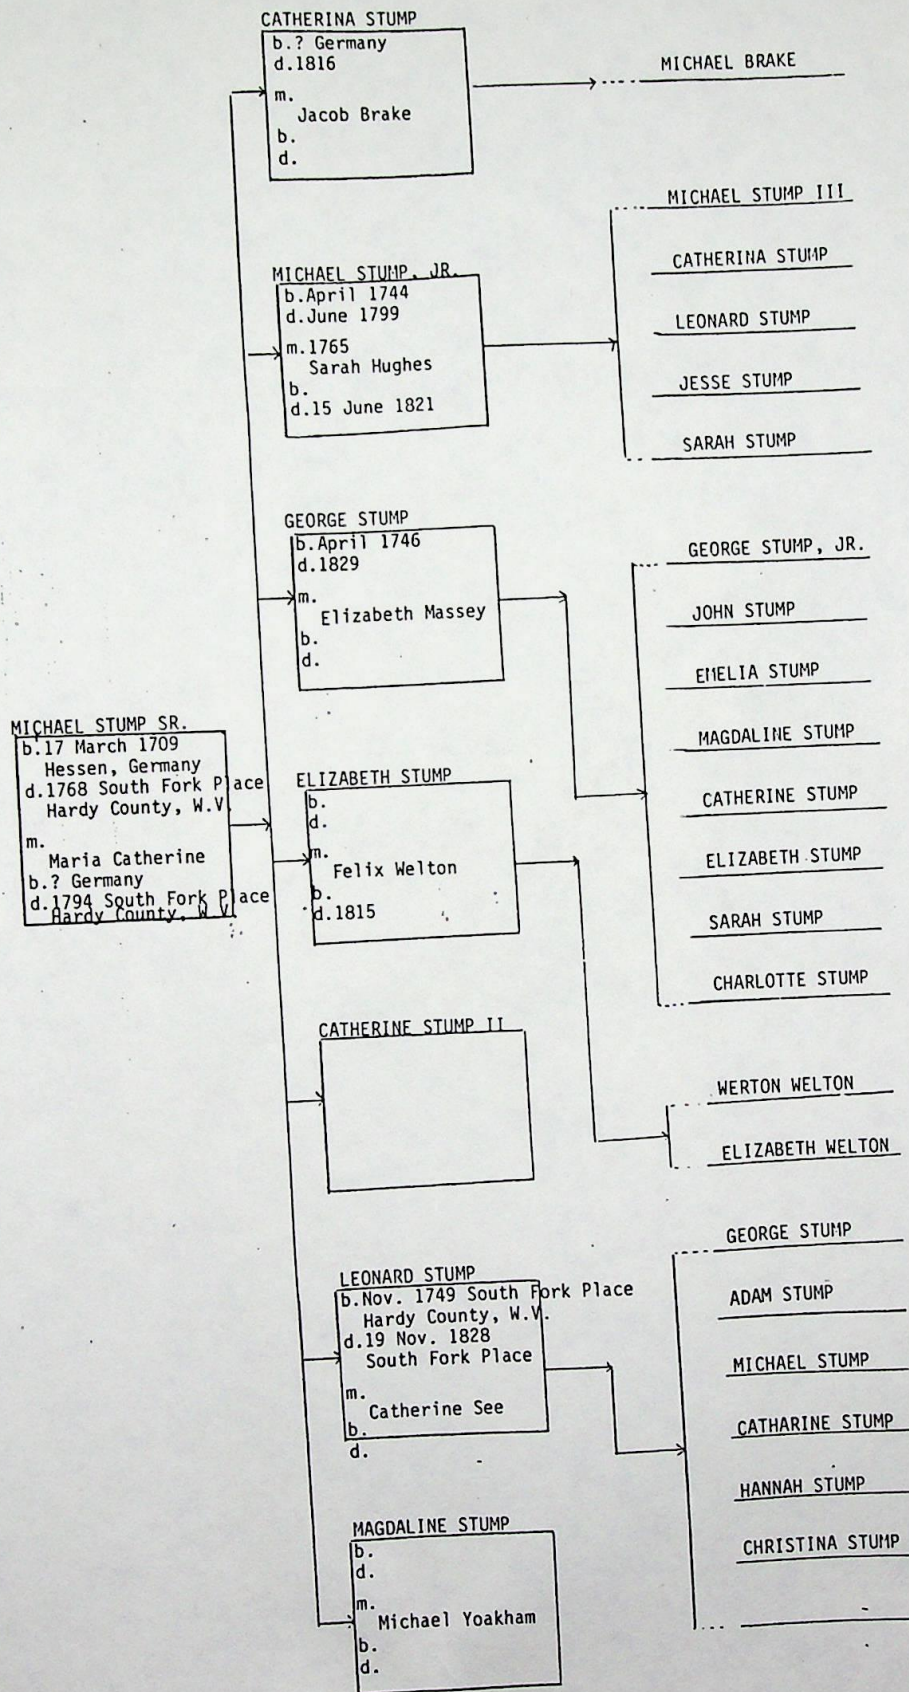 CATHERINA STUMP
b.? Germany
d.1816
m.
Jacob Brake
b.
d.
MICHAEL BRAKE
MICHAEL STUMP, JR.
b.April 1744
d.June 1799
m.1765
Sarah Hughes
b.
d.15 June 1821
MICHAEL STUMP III
CATHERINA STUMP
LEONARD STUMP
JESSE STUMP
SARAH STUMP
GEORGE STUMP
b.April 1746
d.1829
m.
Elizabeth Massey
b.
d.
GEORGE STUMP, JR.
JOHN STUMP
EMELIA STUMP
MAGDALINE STUMP
CATHERINE STUMP
ELIZABETH STUMP
SARAH STUMP
CHARLOTTE STUMP
MICHAEL STUMP SR.
b.17 March 1709
Hessen, Germany
d.1768 South Fork Place
Hardy County, W.V
m.
Maria Catherine
b.? Germany
d.1794 South Fork Place
Hardy County, W.V.
ELIZABETH STUMP
b.
d.
m.
Felix Welton
b.
d.1815
WERTON WELTON
ELIZABETH WELTON
CATHERINE STUMP II
LEONARD STUMP
b.Nov. 1749 South Fork Place
Hardy County, W.V.
d.19 Nov. 1828
South Fork Place
m.
Catherine See
b.
d.
GEORGE STUMP
ADAM STUMP
MICHAEL STUMP
CATHARINE STUMP
HANNAH STUMP
CHRISTINA STUMP
MAGDALINE STUMP
b.
d.
m.
Michael Yoakham
b.
d.